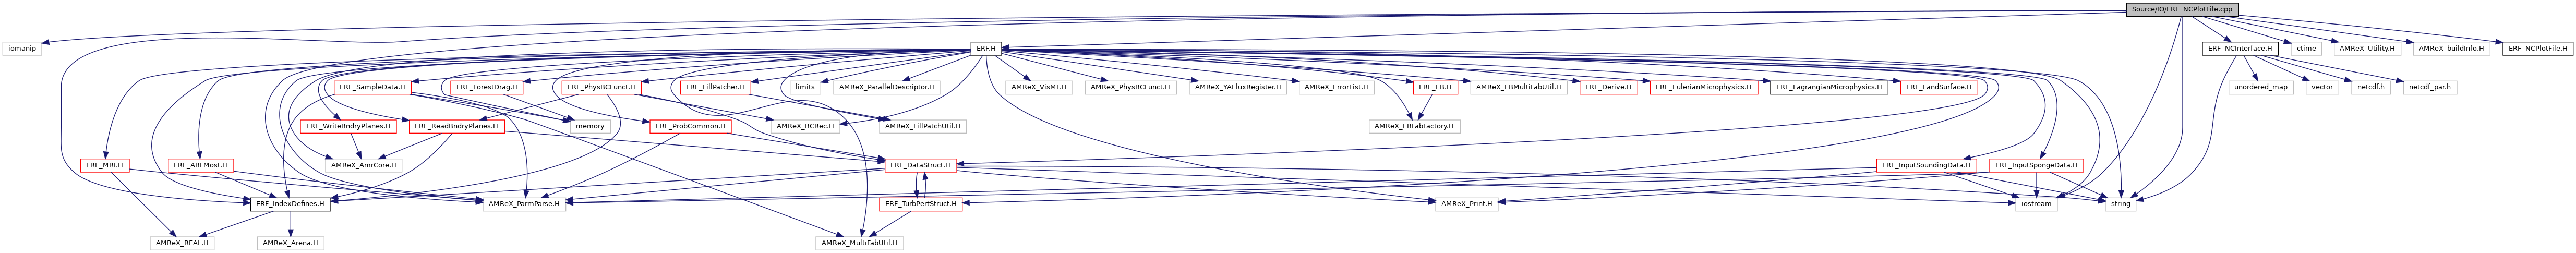 Source/IO/ERF_NCPlotFile.cpp
iomanip
ERF.H
ERF_NCInterface.H
ctime
AMReX_Utility.H
AMReX_buildInfo.H
ERF_NCPlotFile.H
ERF_SampleData.H
ERF_ForestDrag.H
ERF_PhysBCFunct.H
ERF_FillPatcher.H
limits
AMReX_ParallelDescriptor.H
AMReX_VisMF.H
AMReX_PhysBCFunct.H
AMReX_YAFluxRegister.H
AMReX_ErrorList.H
ERF_EB.H
AMReX_EBMultiFabUtil.H
ERF_Derive.H
ERF_EulerianMicrophysics.H
ERF_LagrangianMicrophysics.H
ERF_LandSurface.H
unordered_map
vector
netcdf.h
netcdf_par.h
ERF_WriteBndryPlanes.H
ERF_ReadBndryPlanes.H
memory
ERF_ProbCommon.H
AMReX_BCRec.H
AMReX_FillPatchUtil.H
AMReX_EBFabFactory.H
ERF_MRI.H
ERF_ABLMost.H
AMReX_AmrCore.H
ERF_DataStruct.H
ERF_InputSoundingData.H
ERF_InputSpongeData.H
ERF_IndexDefines.H
AMReX_ParmParse.H
ERF_TurbPertStruct.H
AMReX_Print.H
iostream
string
AMReX_REAL.H
AMReX_Arena.H
AMReX_MultiFabUtil.H